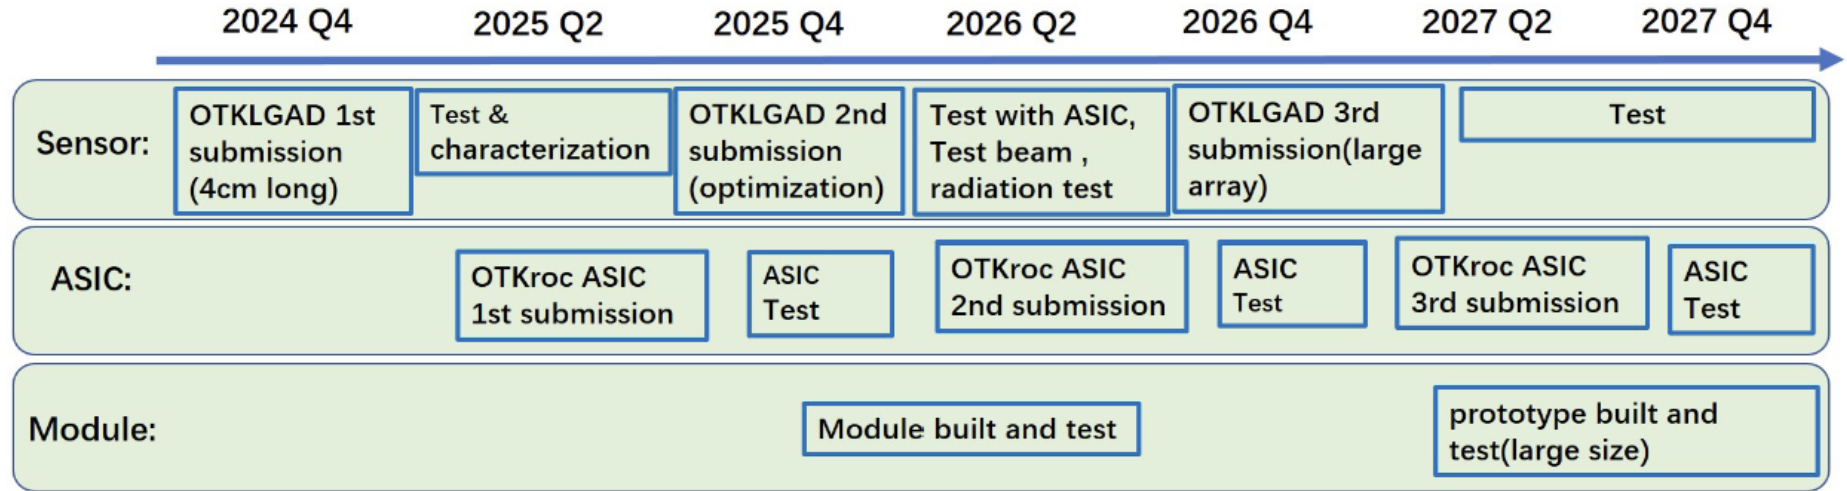 2024 Q4 2025 Q2 2025 Q4 2026 Q2 2026 Q4 2027 Q2 2027 Q4
Sensor:
OTKLGAD 1st
submission
(4cm long)
Test &
characterization
OTKLGAD 2nd
submission
(optimization)
Test with ASIC,
Test beam ,
radiation test
OTKLGAD 3rd
submission(large
array)
Test
ASIC:
OTKroc ASIC
1st submission
ASIC
Test
OTKroc ASIC
2nd submission
ASIC
Test
OTKroc ASIC
3rd submission
ASIC
Test
Module:
Module built and test
prototype built and
test(large size)